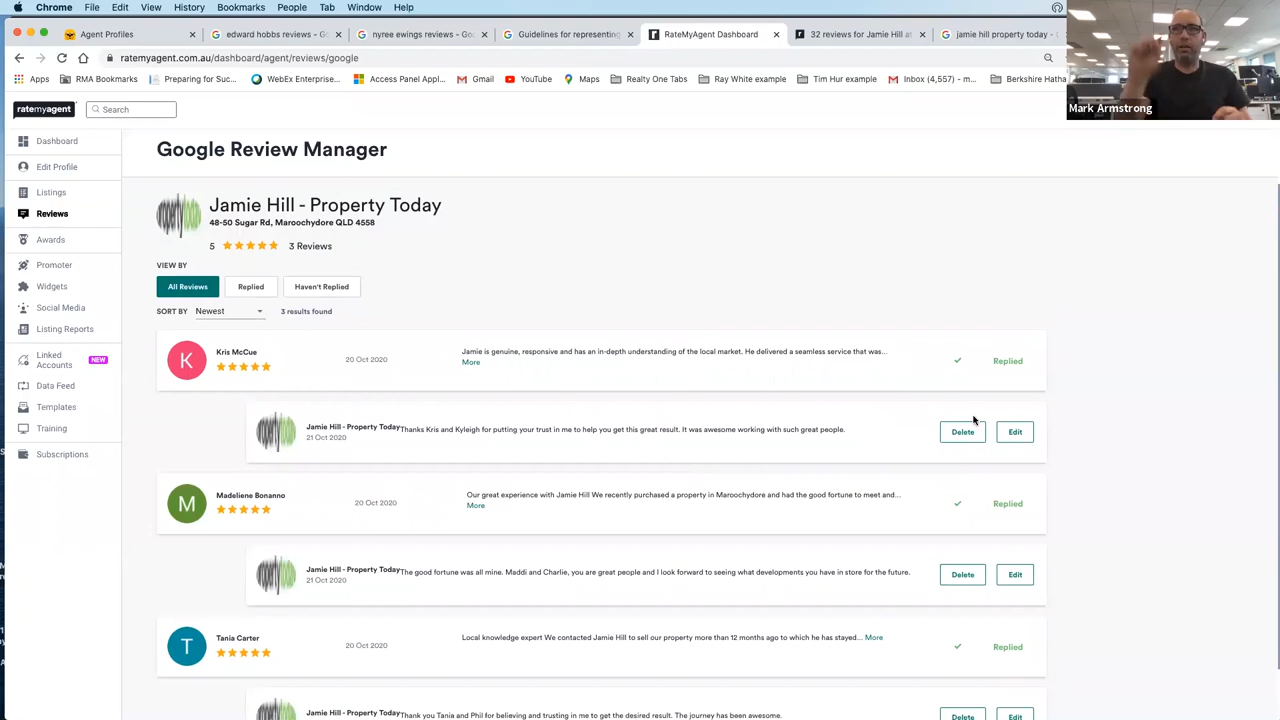 Chrome File Edit View History Bookmarks People Tab Window Help
Agent Profiles
edward hobbs reviews - Go
nyree ewings reviews - Goo
Guidelines for representing
RateMyAgent Dashboard
32 reviews for Jamie Hill at
jamie hill property today - G
ratemyagent.com.au/dashboard/agent/reviews/google
Apps RMA Bookmarks Preparing for Suc... WebEx Enterprise... Access Panel Appl... Gmail YouTube Maps Realty One Tabs Ray White example Tim Hur example Inbox (4,557) - m... Berkshire Hatha
Mark Armstrong
ratemyagent Search
Dashboard
Edit Profile
Listings
Reviews
Awards
Promoter
Widgets
Social Media
Listing Reports
Linked
Accounts NEW
Data Feed
Templates
Training
Subscriptions
Google Review Manager
Jamie Hill - Property Today
48-50 Sugar Rd, Maroochydore QLD 4558
5 3 Reviews
VIEW BY
All Reviews Replied Haven't Replied
SORT BY Newest 3 results found
K Kris McCue 20 Oct 2020 Jamie is genuine, responsive and has an in-depth understanding of the local market. He delivered a seamless service that was... Replied
More
Jamie Hill - Property Today Thanks Kris and Kyleigh for putting your trust in me to help you get this great result. It was awesome working with such great people. Delete Edit
21 Oct 2020
M Madeliene Bonanno 20 Oct 2020 Our great experience with Jamie Hill We recently purchased a property in Maroochydore and had the good fortune to meet and... Replied
More
Jamie Hill - Property Today The good fortune was all mine. Maddi and Charlie, you are great people and I look forward to seeing what developments you have in store for the future. Delete Edit
21 Oct 2020
T Tania Carter 20 Oct 2020 Local knowledge expert We contacted Jamie Hill to sell our property more than 12 months ago to which he has stayed... More Replied
Jamie Hill - Property Today Thank you Tania and Phil for believing and trusting in me to get the desired result. The journey has been awesome. Delete Edit